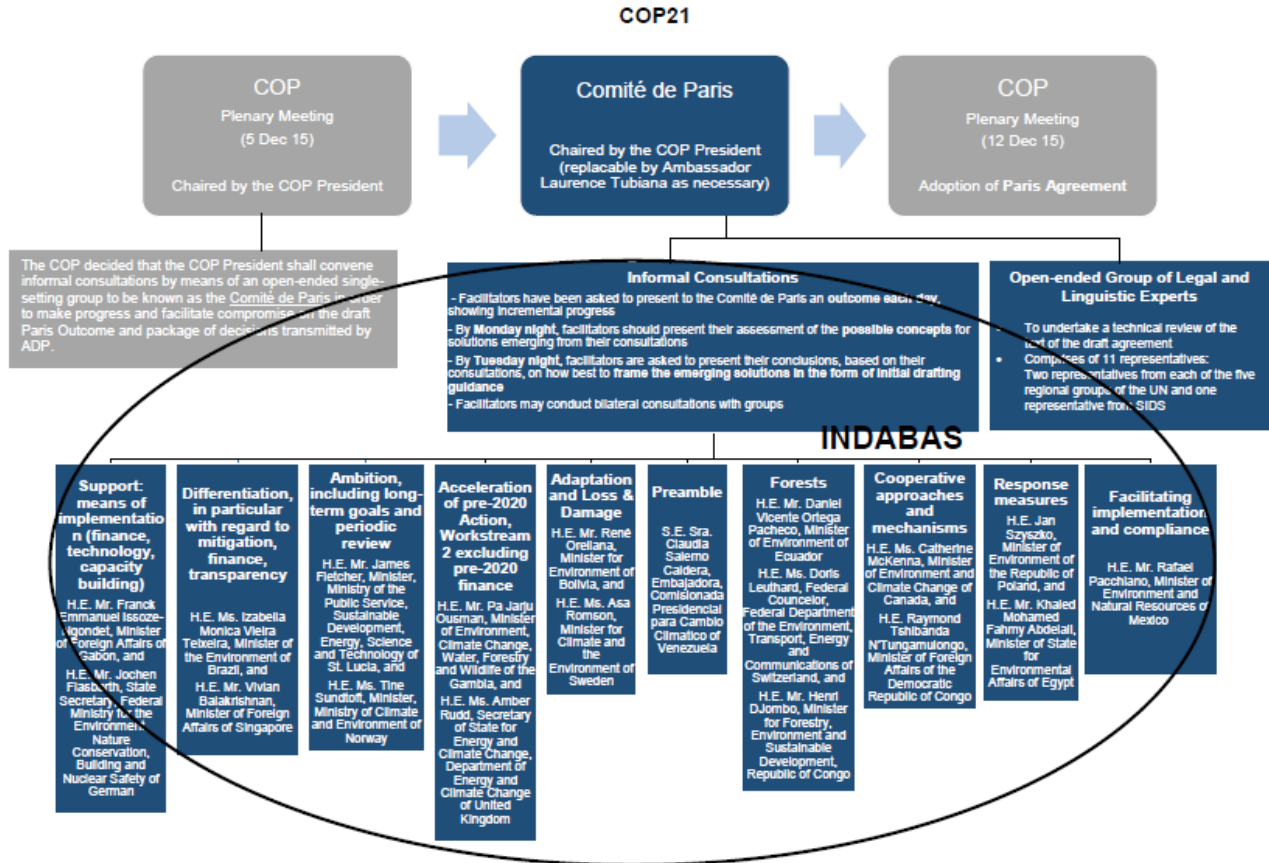 COP21
COP
Plenary Meeting
(5 Dec 15)
Chaired by the COP President
Comité de Paris
Chaired by the COP President
(replacable by Ambassador
Laurence Tubiana as necessary)
COP
Plenary Meeting
(12 Dec 15)
Adoption of Paris Agreement
The COP decided that the COP President shall convene
informal consultations by means of an open-ended single-
setting group to be known as the Comité de Paris in order
to make progress and facilitate compromise on the draft
Paris Outcome and package of decisions transmitted by
ADP.
Informal Consultations
- Facilitators have been asked to present to the Comité de Paris an outcome each day,
showing incremental progress
- By Monday night, facilitators should present their assessment of the possible concepts for
solutions emerging from their consultations
- By Tuesday night, facilitators are asked to present their conclusions, based on their
consultations, on how best to frame the emerging solutions in the form of initial drafting
guidance
- Facilitators may conduct bilateral consultations with groups
Open-ended Group of Legal and
Linguistic Experts
• To undertake a technical review of the
text of the draft agreement
• Comprises of 11 representatives:
Two representatives from each of the five
regional groups of the UN and one
representative from SIDS
INDABAS
Support:
means of
implementatio
n (finance,
technology,
capacity
building)
H.E. Mr. Franck
Emmanuel Issoze-
Ngondet, Minister
of Foreign Affairs of
Gabon, and
H.E. Mr. Jochen
Flasbarth, State
Secretary, Federal
Ministry for the
Environment
Nature
Conservation,
Building and
Nuclear Safety of
German
Differentiation,
in particular
with regard to
mitigation,
finance,
transparency
H.E. Ms. Izabella
Monica Vieira
Teixeira, Minister of
the Environment of
Brazil, and
H.E. Mr. Vivian
Balakrishnan,
Minister of Foreign
Affairs of Singapore
Ambition,
including long-
term goals and
periodic
review
H.E. Mr. James
Fletcher, Minister,
Ministry of the
Public Service,
Sustainable
Development,
Energy, Science and
Technology of
St. Lucia, and
H.E. Ms. Tine
Sundtoft, Minister,
Ministry of Climate
and Environment of
Norway
Acceleration
of pre-2020
Action,
Workstream
2 excluding
pre-2020
finance
H.E. Mr. Pa Jarju
Ousman, Minister of
Environment,
Climate Change,
Water, Forestry
and Wildlife of the
Gambia, and
H.E. Ms. Amber
Rudd, Secretary of
State for Energy and
Climate Change,
Department of
Energy and
Climate Change
of United
Kingdom
Adaptation
and Loss &
Damage
H.E. Mr. René
Orellana,
Minister for
Environment of
Bolivia, and
H.E. Ms. Asa
Romson,
Minister for
Climate and
the
Environment of
Sweden
Preamble
S.E. Sra.
Claudia
Salerno
Caldera,
Embajadora,
Comisionada
Presidencial
para Cambio
Climatico of
Venezuela
Forests
H.E. Mr. Daniel
Vicente Ortega
Pacheco, Minister
of Environment of
Ecuador
H.E. Ms. Doris
Leuthard, Federal
Councelor,
Federal Department
of the Environment,
Transport, Energy
and
Communications of
Switzerland, and
H.E. Mr. Henri
DJombo, Minister
for Forestry,
Environment and
Sustainable
Development,
Republic of Congo
Cooperative
approaches
and
mechanisms
H.E. Ms. Catherine
McKenna, Minister
of Environment and
Climate Change of
Canada, and
H.E. Raymond
Tshibanda
N'Tungamulongo,
Minister of Foreign
Affairs of the
Democratic
Republic of Congo
Response
measures
H.E. Jan
Szyszko,
Minister of
Environment of
the Republic of
Poland, and
H.E. Mr. Khaled
Mohamed
Fahmy Abdelall,
Minister of State
for
Environmental
Affairs of Egypt
Facilitating
implementation
and compliance
H.E. Mr. Rafael
Pacchiano, Minister of
Environment and
Natural Resources of
Mexico